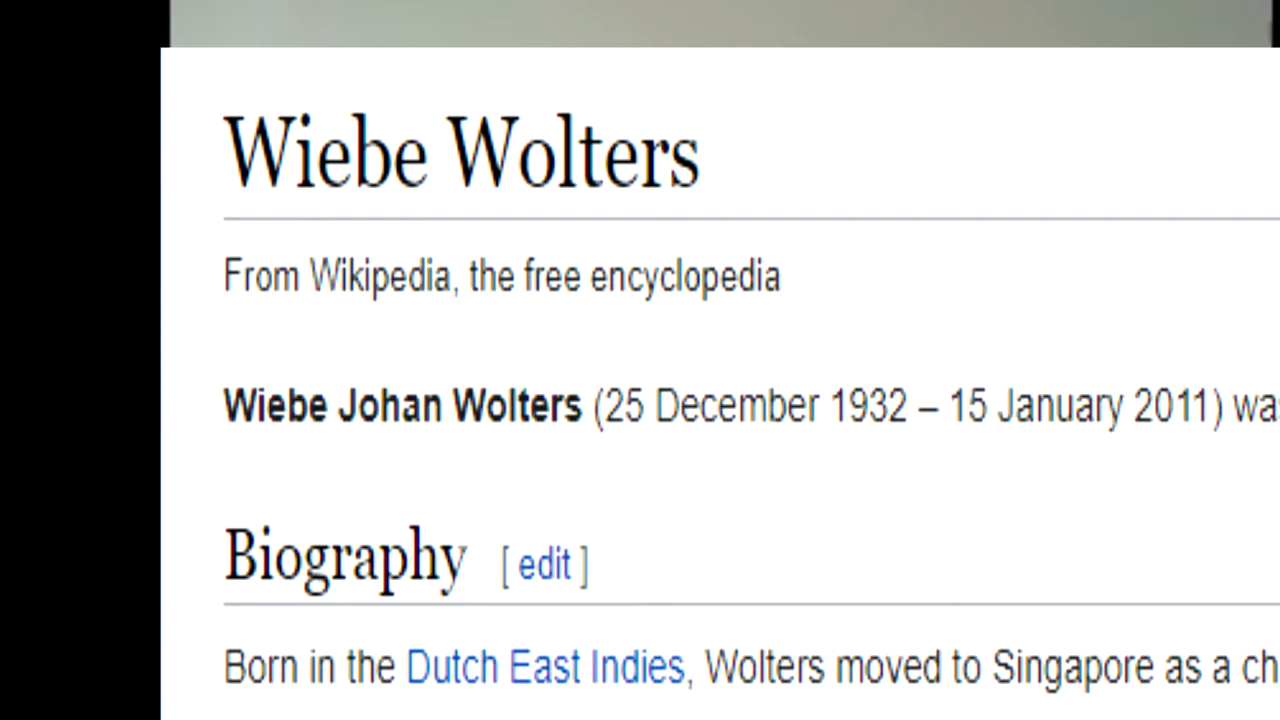 Wiebe Wolters
From Wikipedia, the free encyclopedia
Wiebe Johan Wolters (25 December 1932 – 15 January 2011) was
Biography [ edit ]
Born in the Dutch East Indies, Wolters moved to Singapore as a